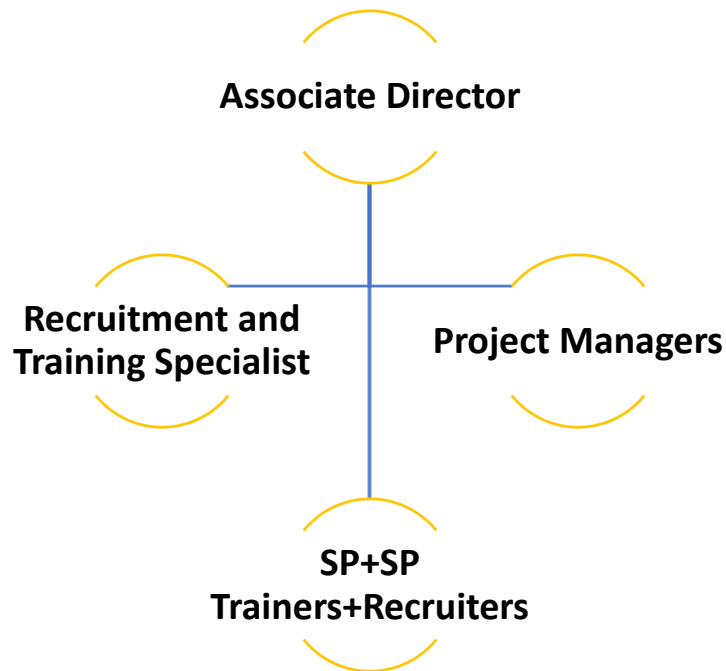 Associate Director
Recruitment and
Training Specialist
Project Managers
SP+SP
Trainers+Recruiters